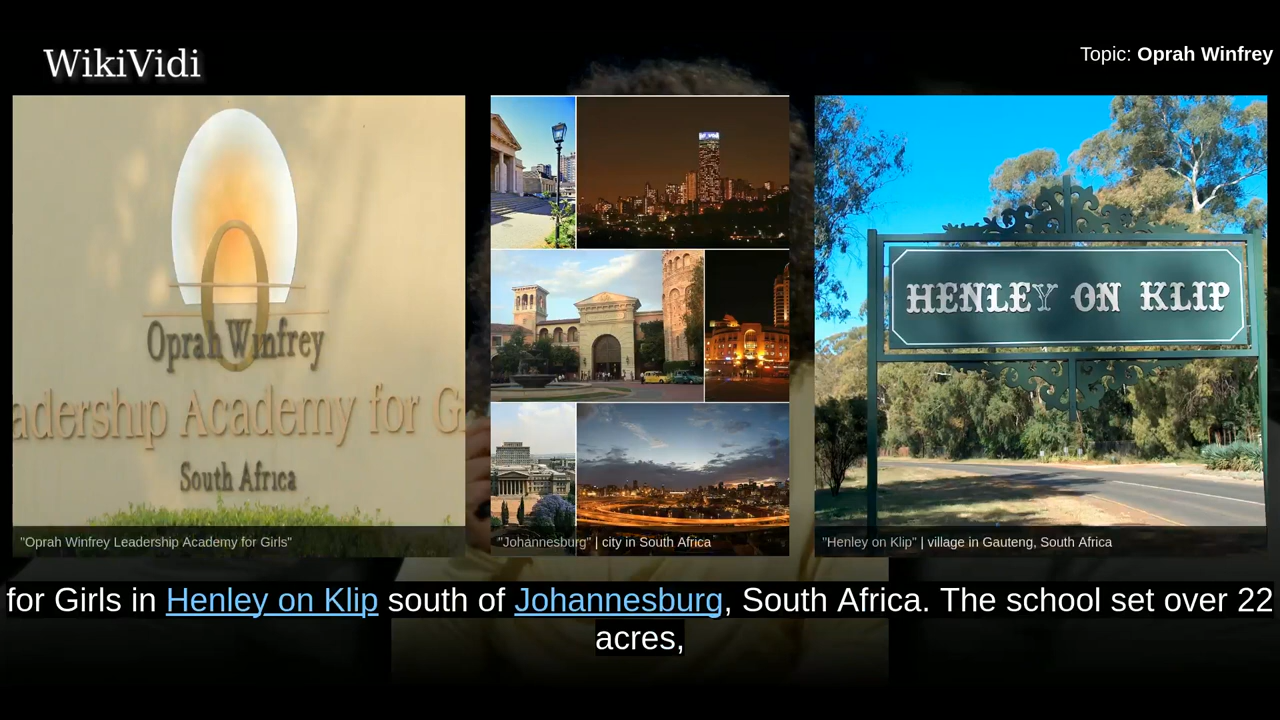 WikiVidi
Topic: Oprah Winfrey
Oprah Winfrey
adership Academy for G
South Africa
HENLEY ON KLIP
"Oprah Winfrey Leadership Academy for Girls"
"Johannesburg" | city in South Africa
"Henley on Klip" | village in Gauteng, South Africa
for Girls in Henley on Klip south of Johannesburg, South Africa. The school set over 22
acres,